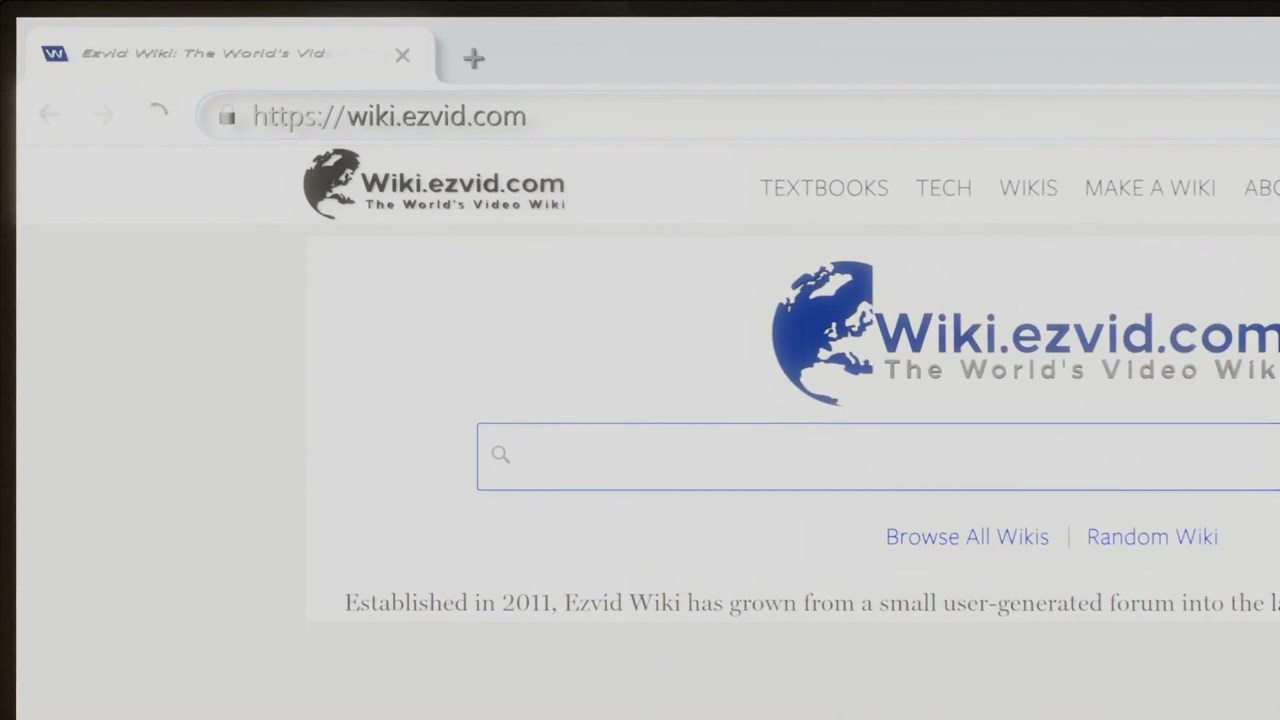 W Ezvid Wiki: The World's Vid
https://wiki.ezvid.com
Wiki.ezvid.com
The World's Video Wiki
TEXTBOOKS TECH WIKIS MAKE A WIKI ABO
Wiki.ezvid.com
The World's Video Wik
Browse All Wikis | Random Wiki
Established in 2011, Ezvid Wiki has grown from a small user-generated forum into the la